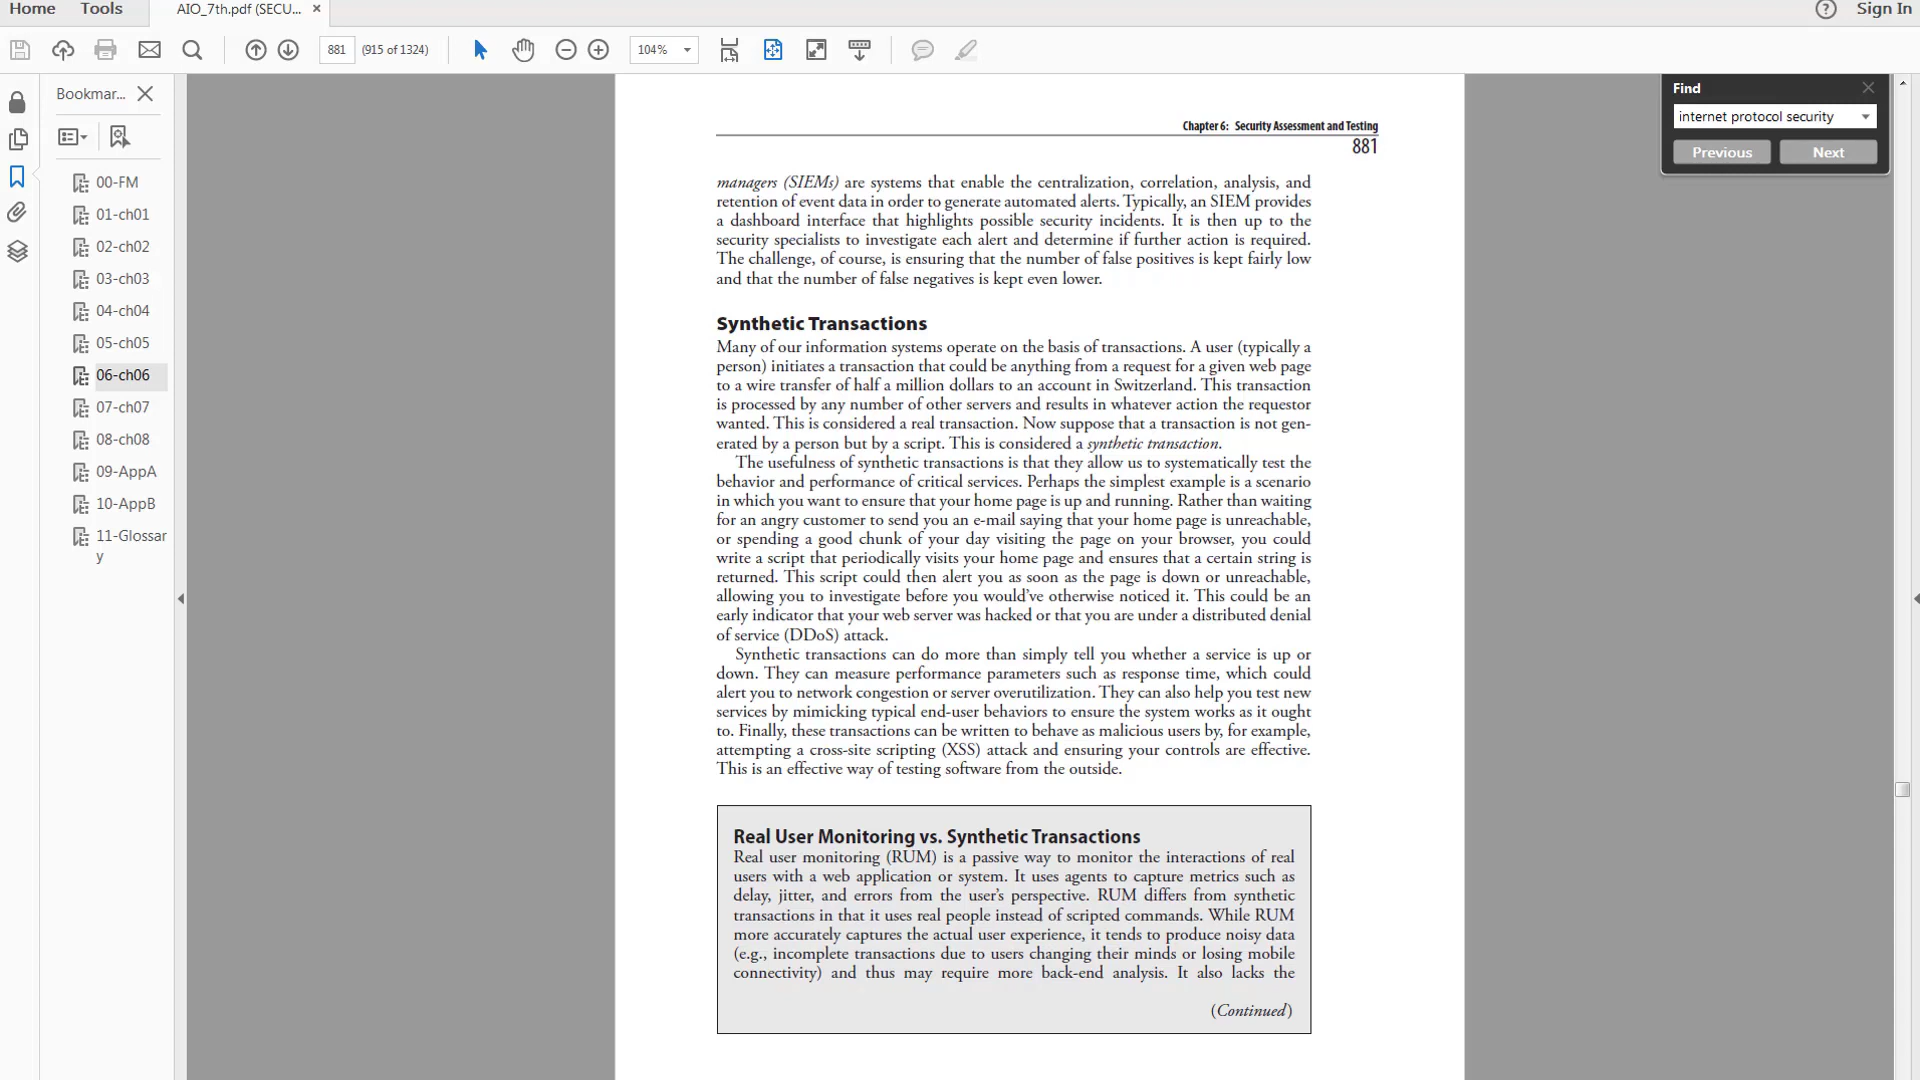 Home Tools AIO_7th.pdf (SECU... × Sign In
881 (915 of 1324) 104%
Bookmar...
00-FM
01-ch01
02-ch02
03-ch03
04-ch04
05-ch05
06-ch06
07-ch07
08-ch08
09-AppA
10-AppB
11-Glossar
y
Chapter 6: Security Assessment and Testing
881
managers (SIEMs) are systems that enable the centralization, correlation, analysis, and
retention of event data in order to generate automated alerts. Typically, an SIEM provides
a dashboard interface that highlights possible security incidents. It is then up to the
security specialists to investigate each alert and determine if further action is required.
The challenge, of course, is ensuring that the number of false positives is kept fairly low
and that the number of false negatives is kept even lower.
Synthetic Transactions
Many of our information systems operate on the basis of transactions. A user (typically a
person) initiates a transaction that could be anything from a request for a given web page
to a wire transfer of half a million dollars to an account in Switzerland. This transaction
is processed by any number of other servers and results in whatever action the requestor
wanted. This is considered a real transaction. Now suppose that a transaction is not gen-
erated by a person but by a script. This is considered a synthetic transaction.
The usefulness of synthetic transactions is that they allow us to systematically test the
behavior and performance of critical services. Perhaps the simplest example is a scenario
in which you want to ensure that your home page is up and running. Rather than waiting
for an angry customer to send you an e-mail saying that your home page is unreachable,
or spending a good chunk of your day visiting the page on your browser, you could
write a script that periodically visits your home page and ensures that a certain string is
returned. This script could then alert you as soon as the page is down or unreachable,
allowing you to investigate before you would've otherwise noticed it. This could be an
early indicator that your web server was hacked or that you are under a distributed denial
of service (DDoS) attack.
Synthetic transactions can do more than simply tell you whether a service is up or
down. They can measure performance parameters such as response time, which could
alert you to network congestion or server overutilization. They can also help you test new
services by mimicking typical end-user behaviors to ensure the system works as it ought
to. Finally, these transactions can be written to behave as malicious users by, for example,
attempting a cross-site scripting (XSS) attack and ensuring your controls are effective.
This is an effective way of testing software from the outside.
Real User Monitoring vs. Synthetic Transactions
Real user monitoring (RUM) is a passive way to monitor the interactions of real
users with a web application or system. It uses agents to capture metrics such as
delay, jitter, and errors from the user's perspective. RUM differs from synthetic
transactions in that it uses real people instead of scripted commands. While RUM
more accurately captures the actual user experience, it tends to produce noisy data
(e.g., incomplete transactions due to users changing their minds or losing mobile
connectivity) and thus may require more back-end analysis. It also lacks the
(Continued)
Find
internet protocol security
Previous Next